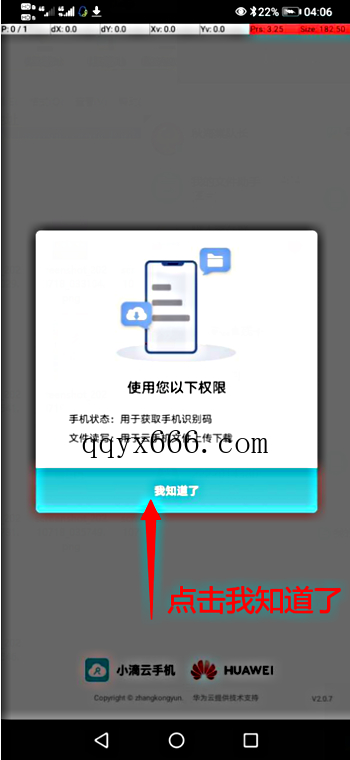 22% 04:06
P: 0 / 1 dX: 0.0 dY: 0.0 Xv: 0.0 Yv: 0.0 Prs: 3.25 Size: 182.50
使用您以下权限
手机状态：用于获取手机识别码
文件读写：用于云手机文件上传下载
qqyx666.com
我知道了
点击我知道了
小滴云手机 HUAWEI
Copyright © zhangkongyun. 华为云提供技术支持 V2.0.7